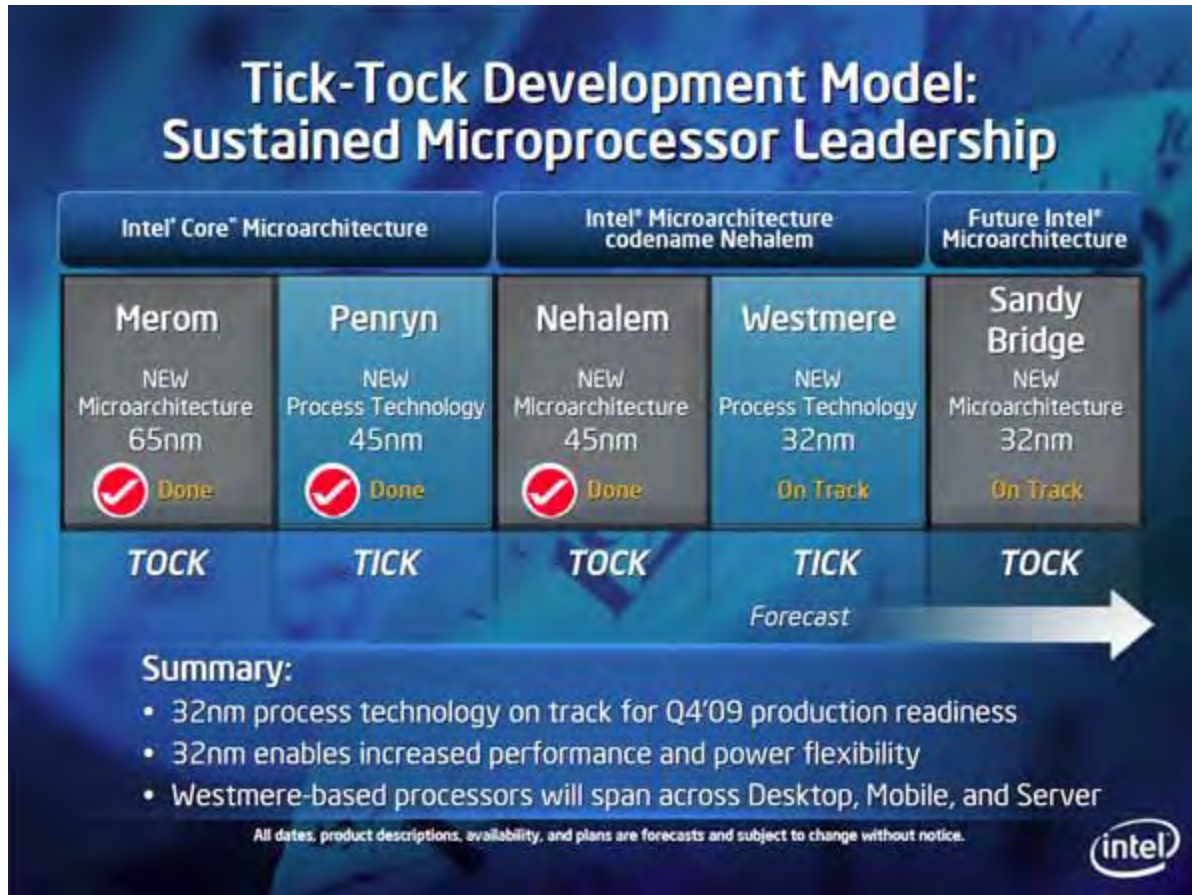 Tick-Tock Development Model:
Sustained Microprocessor Leadership
Intel® Core™ Microarchitecture
Intel® Microarchitecture
codename Nehalem
Future Intel®
Microarchitecture
Merom
NEW
Microarchitecture
65nm
Done
Penryn
NEW
Process Technology
45nm
Done
Nehalem
NEW
Microarchitecture
45nm
Done
Westmere
NEW
Process Technology
32nm
On Track
Sandy
Bridge
NEW
Microarchitecture
32nm
On Track
TOCK
TICK
TOCK
TICK
TOCK
Forecast
Summary:
• 32nm process technology on track for Q4'09 production readiness
• 32nm enables increased performance and power flexibility
• Westmere-based processors will span across Desktop, Mobile, and Server
All dates, product descriptions, availability, and plans are forecasts and subject to change without notice.
intel